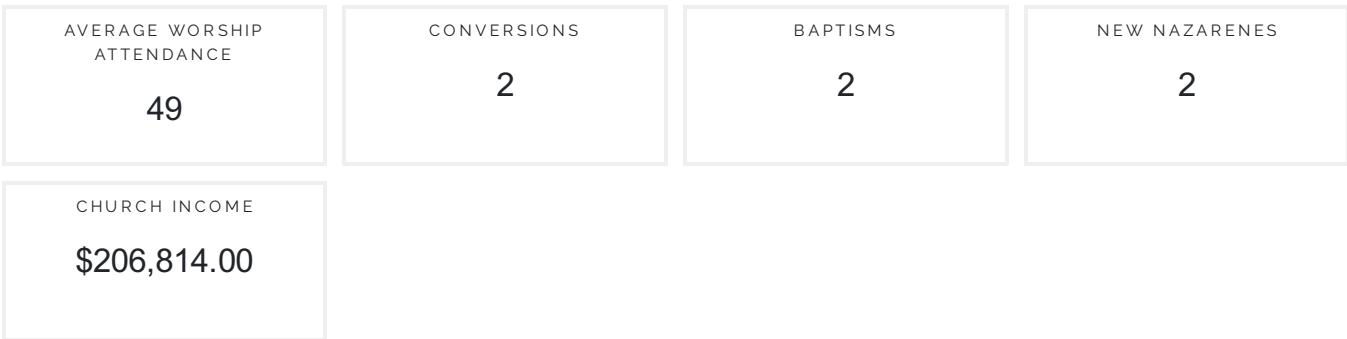 AVERAGE WORSHIP
ATTENDANCE
49
CONVERSIONS
2
BAPTISMS
2
NEW NAZARENES
2
CHURCH INCOME
$206,814.00